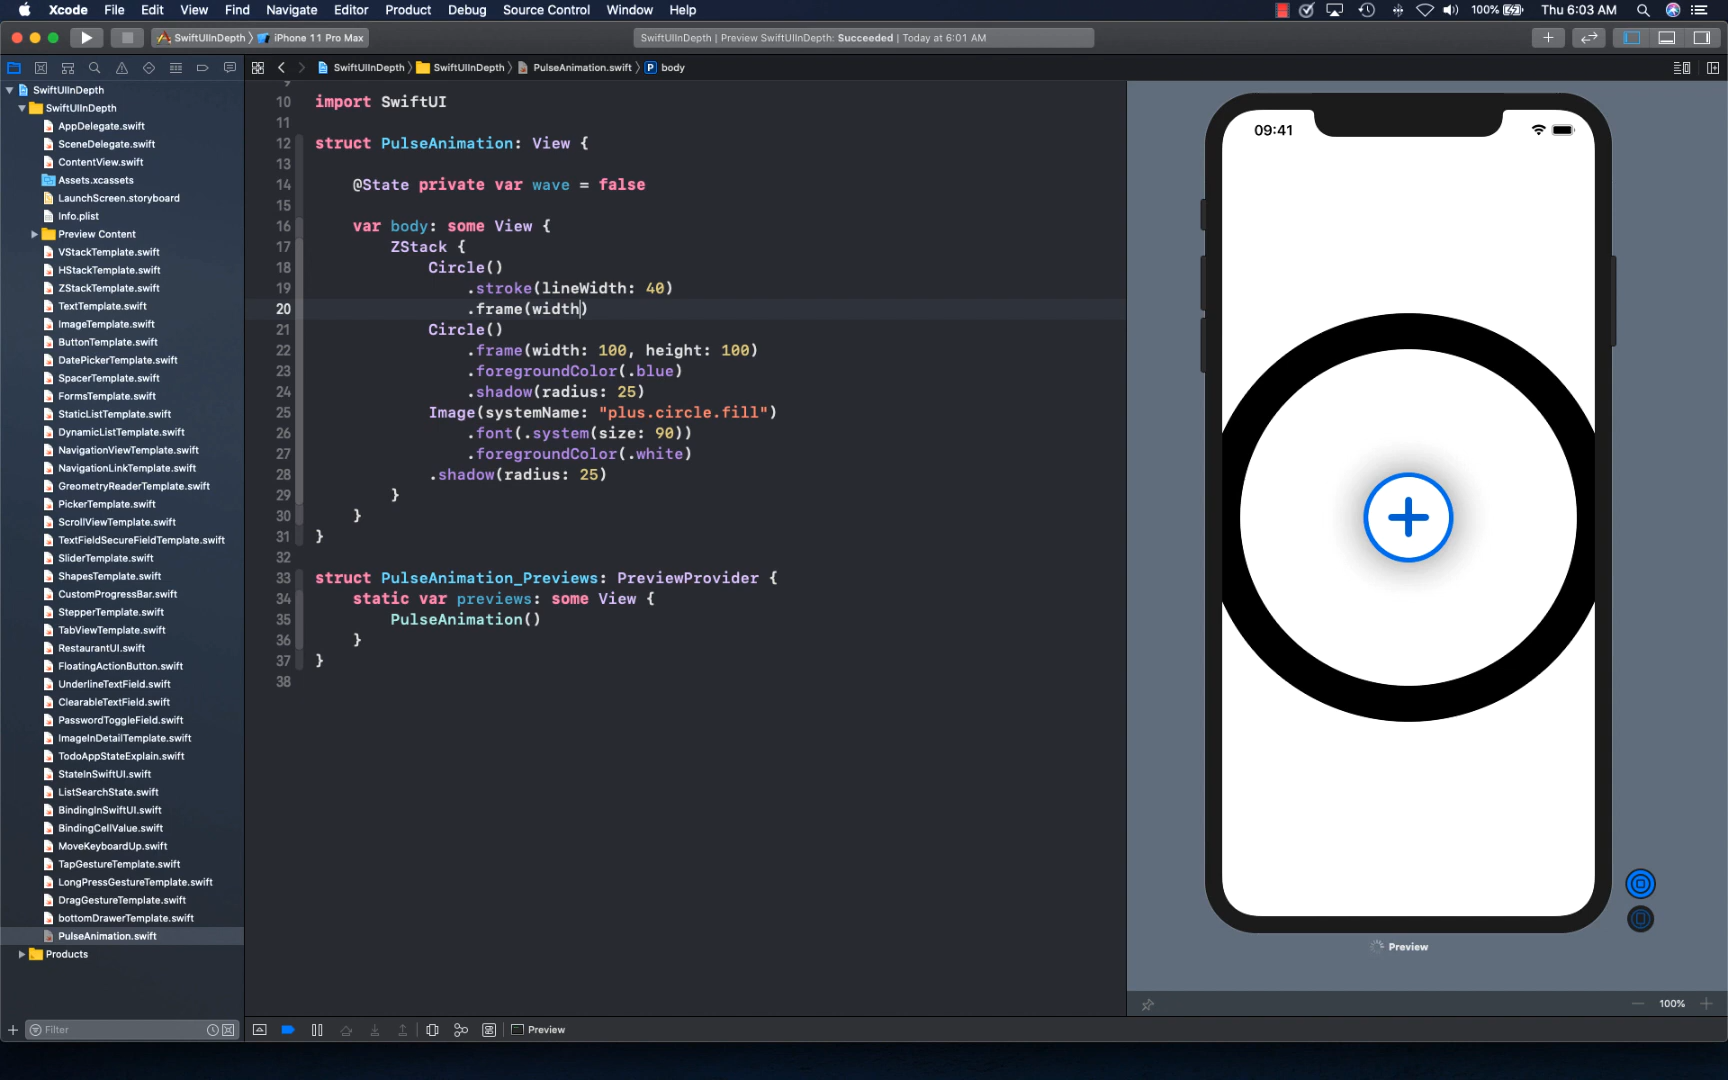 Xcode File Edit View Find Navigate Editor Product Debug Source Control Window Help 100% Thu 6:03 AM
SwiftUIInDepth iPhone 11 Pro Max SwiftUIInDepth | Preview SwiftUIInDepth: Succeeded | Today at 6:01 AM
SwiftUIInDepth SwiftUIInDepth PulseAnimation.swift P body
SwiftUIInDepth
SwiftUIInDepth
AppDelegate.swift
SceneDelegate.swift
ContentView.swift
Assets.xcassets
LaunchScreen.storyboard
Info.plist
Preview Content
VStackTemplate.swift
HStackTemplate.swift
ZStackTemplate.swift
TextTemplate.swift
ImageTemplate.swift
ButtonTemplate.swift
DatePickerTemplate.swift
SpacerTemplate.swift
FormsTemplate.swift
StaticListTemplate.swift
DynamicListTemplate.swift
NavigationViewTemplate.swift
NavigationLinkTemplate.swift
GreometryReaderTemplate.swift
PickerTemplate.swift
ScrollViewTemplate.swift
TextFieldSecureFieldTemplate.swift
SliderTemplate.swift
ShapesTemplate.swift
CustomProgressBar.swift
StepperTemplate.swift
TabViewTemplate.swift
RestaurantUI.swift
FloatingActionButton.swift
UnderlineTextField.swift
ClearableTextField.swift
PasswordToggleField.swift
ImageInDetailTemplate.swift
TodoAppStateExplain.swift
StateInSwiftUI.swift
ListSearchState.swift
BindingInSwiftUI.swift
BindingCellValue.swift
MoveKeyboardUp.swift
TapGestureTemplate.swift
LongPressGestureTemplate.swift
DragGestureTemplate.swift
bottomDrawerTemplate.swift
PulseAnimation.swift
Products
Filter
9
10 import SwiftUI
11
12 struct PulseAnimation: View {
13
14 @State private var wave = false
15
16 var body: some View {
17 ZStack {
18 Circle()
19 .stroke(lineWidth: 40)
20 .frame(width)
21 Circle()
22 .frame(width: 100, height: 100)
23 .foregroundColor(.blue)
24 .shadow(radius: 25)
25 Image(systemName: "plus.circle.fill")
26 .font(.system(size: 90))
27 .foregroundColor(.white)
28 .shadow(radius: 25)
29 }
30 }
31 }
32
33 struct PulseAnimation_Previews: PreviewProvider {
34 static var previews: some View {
35 PulseAnimation()
36 }
37 }
38
Preview
09:41
Preview
100%